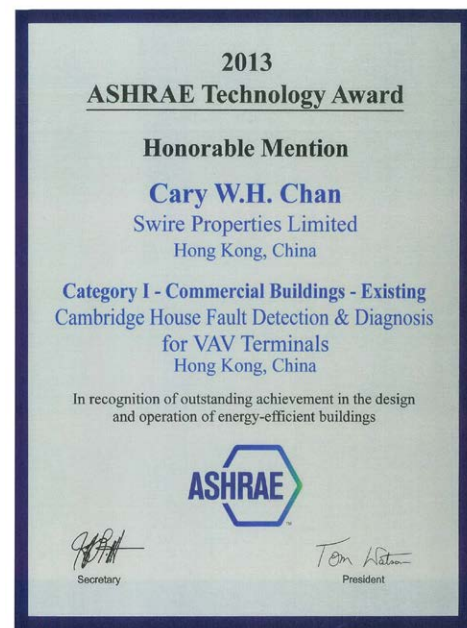 2013
ASHRAE Technology Award
Honorable Mention
Cary W.H. Chan
Swire Properties Limited
Hong Kong, China
Category I - Commercial Buildings - Existing
Cambridge House Fault Detection & Diagnosis
for VAV Terminals
Hong Kong, China
In recognition of outstanding achievement in the design
and operation of energy-efficient buildings
ASHRAE
Tom Watson
Secretary
President